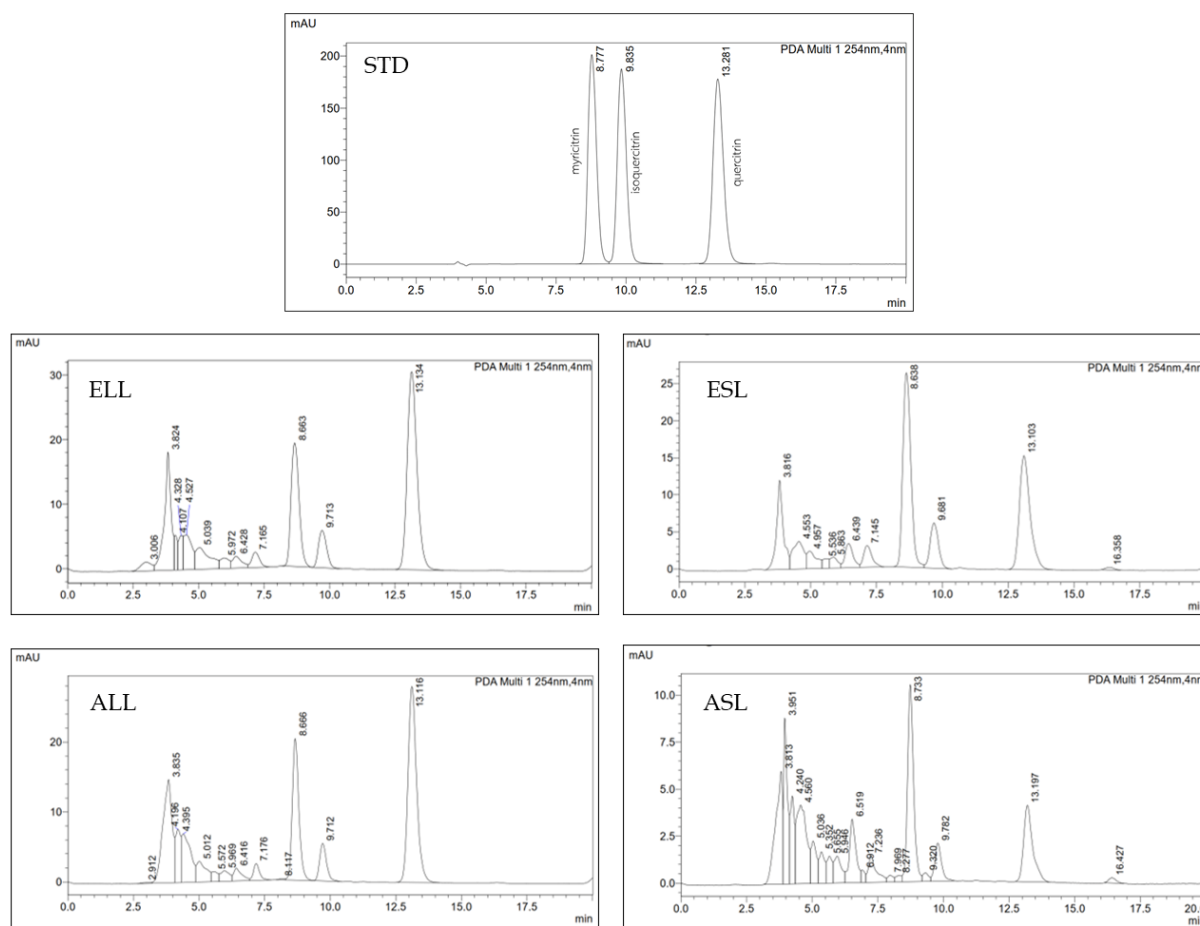 mAU
PDA Multi 1 254nm,4nm
STD
8.777
9.835
13.281
myricitrin
isoquercitrin
quercitrin
200
150
100
50
0
0.0 2.5 5.0 7.5 10.0 12.5 15.0 17.5
min
mAU
PDA Multi 1 254nm,4nm
ELL
30
20
10
0
3.006
3.824
4.107
4.328
4.527
5.039
5.972
6.428
7.165
8.663
9.713
13.134
0.0 2.5 5.0 7.5 10.0 12.5 15.0 17.5
min
mAU
PDA Multi 1 254nm,4nm
ESL
25
20
15
10
5
0
3.816
4.553
4.957
5.536
5.863
6.439
7.145
8.638
9.681
13.103
16.358
0.0 2.5 5.0 7.5 10.0 12.5 15.0 17.5
min
mAU
PDA Multi 1 254nm,4nm
ALL
20
10
0
2.912
3.835
4.196
4.395
5.012
5.572
5.969
6.416
7.176
8.117
8.666
9.712
13.116
0.0 2.5 5.0 7.5 10.0 12.5 15.0 17.5
min
mAU
PDA Multi 1 254nm,4nm
ASL
10.0
7.5
5.0
2.5
0.0
3.813
3.951
4.240
4.560
5.036
5.352
5.655
5.946
6.519
6.912
7.236
7.969
8.277
8.733
9.320
9.782
13.197
16.427
0.0 2.5 5.0 7.5 10.0 12.5 15.0 17.5 20.0
min